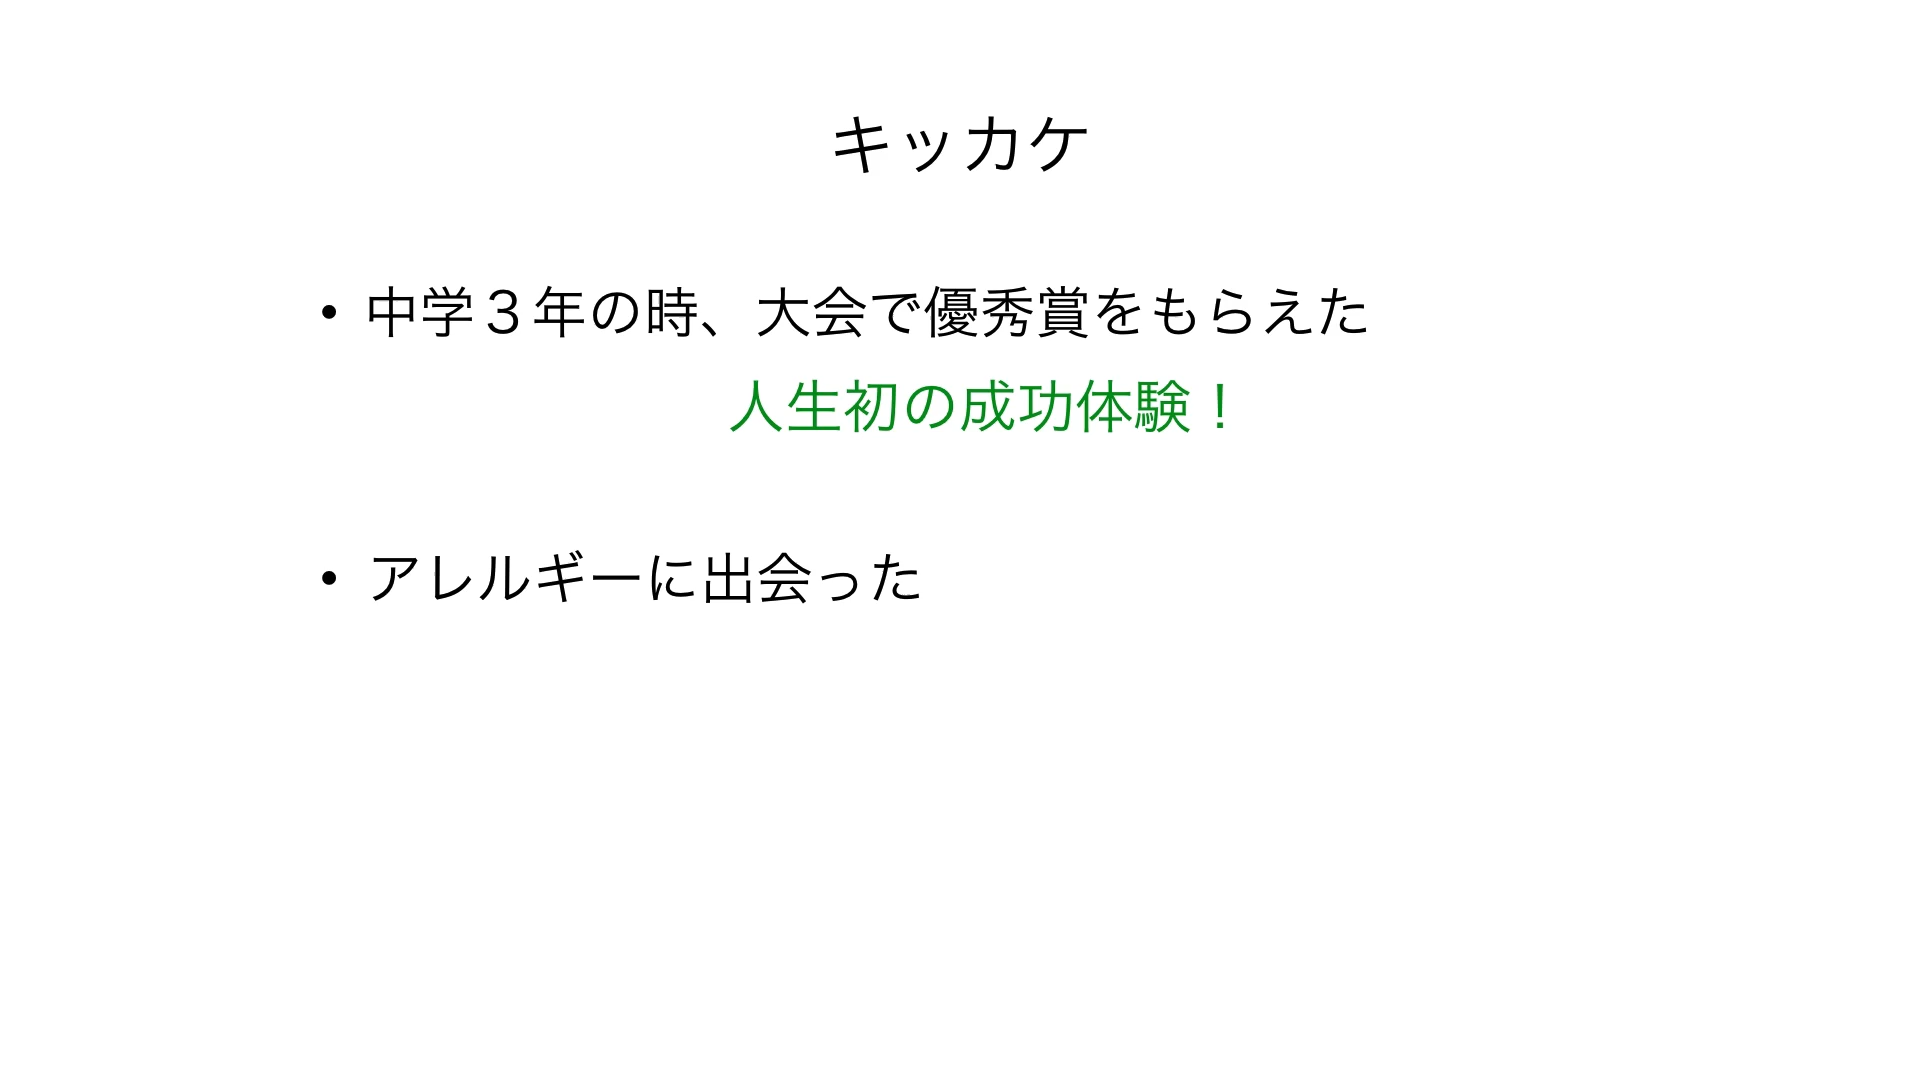 キッカケ
• 中学３年の時、大会で優秀賞をもらえた
人生初の成功体験！
• アレルギーに出会った